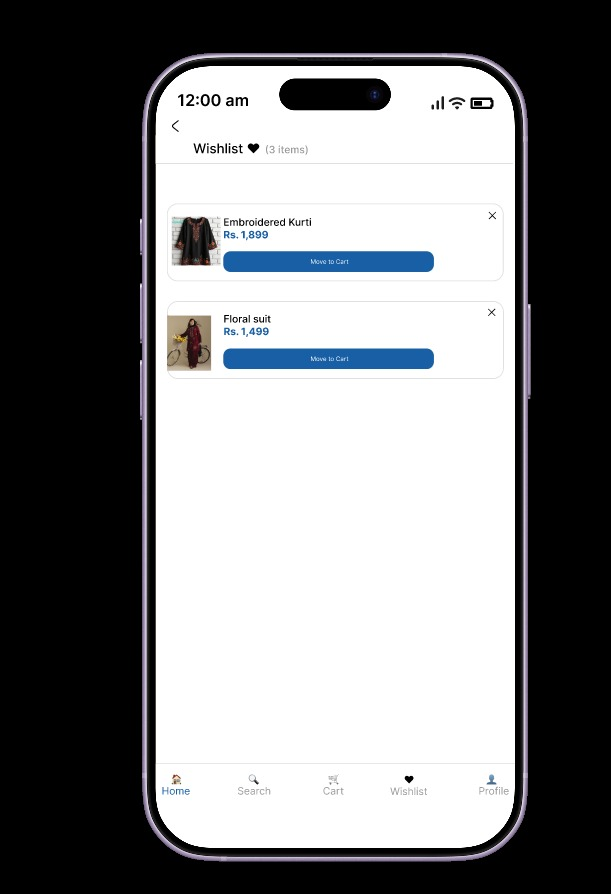 12:00 am
Wishlist ♥ (3 items)
Embroidered Kurti
Rs. 1,899
Move to Cart
Floral suit
Rs. 1,499
Move to Cart
Home Search Cart Wishlist Profile